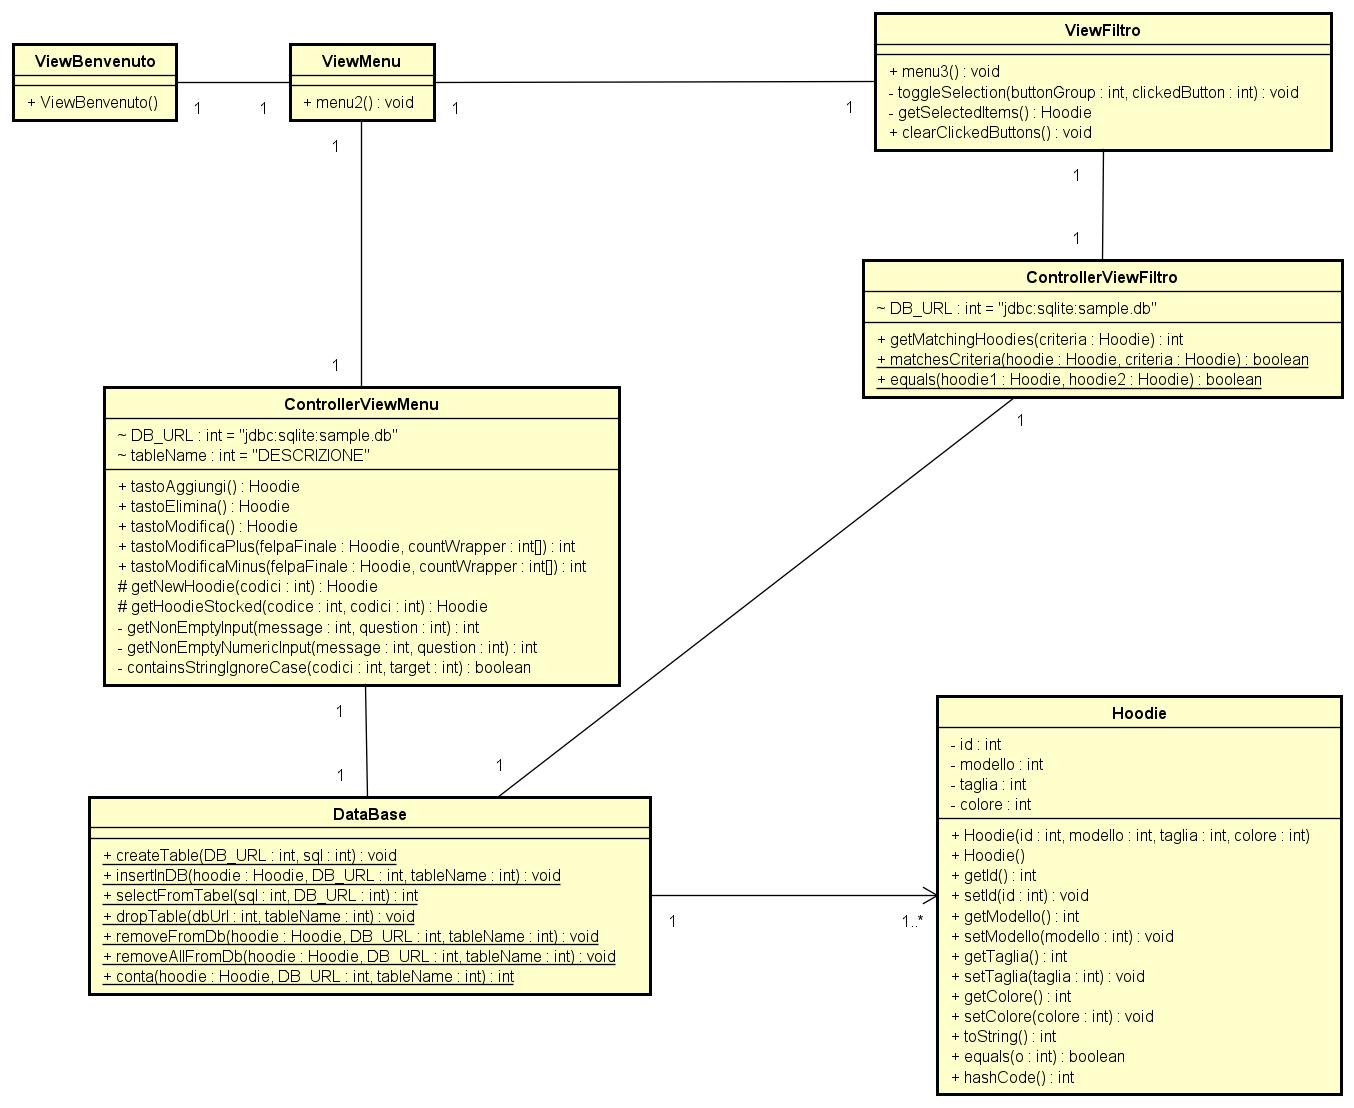 ViewBenvenuto
+ ViewBenvenuto()
1
1
ViewMenu
+ menu2() : void
1
1
1
ViewFiltro
+ menu3() : void
- toggleSelection(buttonGroup : int, clickedButton : int) : void
- getSelectedItems() : Hoodie
+ clearClickedButtons() : void
1
1
ControllerViewFiltro
~ DB_URL : int = "jdbc:sqlite:sample.db"
+ getMatchingHoodies(criteria : Hoodie) : int
+ matchesCriteria(hoodie : Hoodie, criteria : Hoodie) : boolean
+ equals(hoodie1 : Hoodie, hoodie2 : Hoodie) : boolean
1
1
ControllerViewMenu
~ DB_URL : int = "jdbc:sqlite:sample.db"
~ tableName : int = "DESCRIZIONE"
+ tastoAggiungi() : Hoodie
+ tastoElimina() : Hoodie
+ tastoModifica() : Hoodie
+ tastoModificaPlus(felpaFinale : Hoodie, countWrapper : int[]) : int
+ tastoModificaMinus(felpaFinale : Hoodie, countWrapper : int[]) : int
# getNewHoodie(codici : int) : Hoodie
# getHoodieStocked(codice : int, codici : int) : Hoodie
- getNonEmptyInput(message : int, question : int) : int
- getNonEmptyNumericInput(message : int, question : int) : int
- containsStringIgnoreCase(codici : int, target : int) : boolean
1
1
1
DataBase
+ createTable(DB_URL : int, sql : int) : void
+ insertInDB(hoodie : Hoodie, DB_URL : int, tableName : int) : void
+ selectFromTabel(sql : int, DB_URL : int) : int
+ dropTable(dbUrl : int, tableName : int) : void
+ removeFromDb(hoodie : Hoodie, DB_URL : int, tableName : int) : void
+ removeAllFromDb(hoodie : Hoodie, DB_URL : int, tableName : int) : void
+ conta(hoodie : Hoodie, DB_URL : int, tableName : int) : int
1
1..*
Hoodie
- id : int
- modello : int
- taglia : int
- colore : int
+ Hoodie(id : int, modello : int, taglia : int, colore : int)
+ Hoodie()
+ getId() : int
+ setId(id : int) : void
+ getModello() : int
+ setModello(modello : int) : void
+ getTaglia() : int
+ setTaglia(taglia : int) : void
+ getColore() : int
+ setColore(colore : int) : void
+ toString() : int
+ equals(o : int) : boolean
+ hashCode() : int